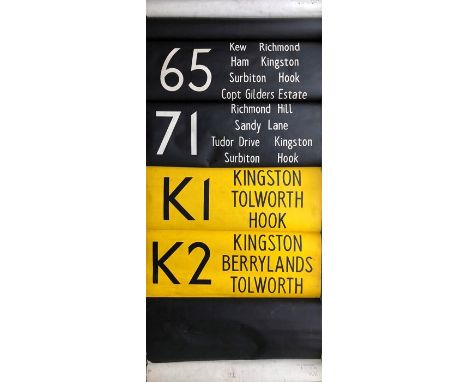 65
Kew Richmond
Ham Kingston
Surbiton Hook
Copt Gilders Estate
71
Richmond Hill
Sandy Lane
Tudor Drive Kingston
Surbiton Hook
K1
KINGSTON
TOLWORTH
HOOK
K2
KINGSTON
BERRYLANDS
TOLWORTH